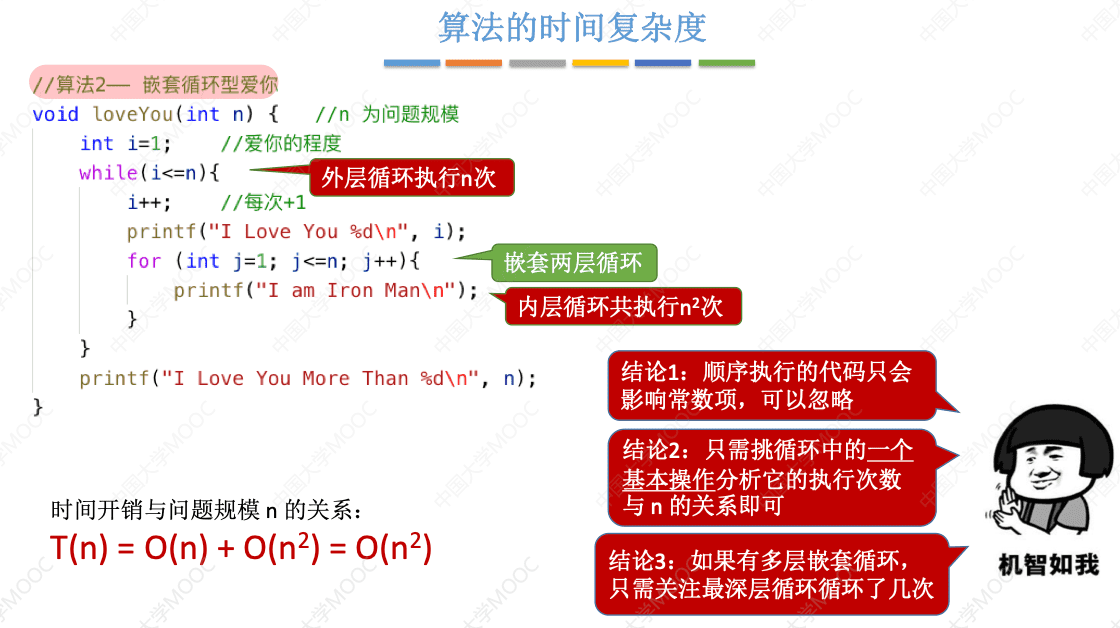 算法的时间复杂度
//算法2—— 嵌套循环型爱你
void loveYou(int n) { //n 为问题规模
int i=1; //爱你的程度
while(i<=n){
外层循环执行n次
i++; //每次+1
printf("I Love You %d\n", i);
for (int j=1; j<=n; j++){
嵌套两层循环
printf("I am Iron Man\n");
内层循环共执行n²次
}
}
printf("I Love You More Than %d\n", n);
}
结论1：顺序执行的代码只会
影响常数项，可以忽略
结论2：只需挑循环中的一个
基本操作分析它的执行次数
与 n 的关系即可
时间开销与问题规模 n 的关系：
T(n) = O(n) + O(n²) = O(n²)
结论3：如果有多层嵌套循环，
只需关注最深层循环循环了几次
机智如我
中国大学MOOC